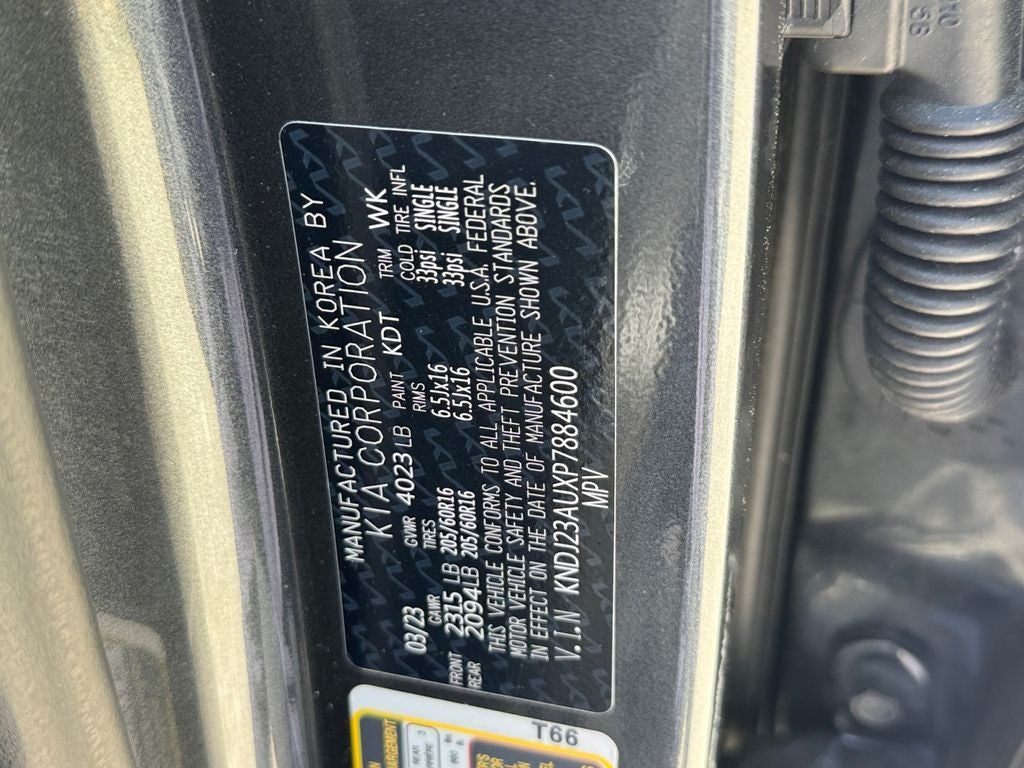 MANUFACTURED IN KOREA BY
KIA CORPORATION
03/23 GVWR 4023 LB PAINT KDT TRIM WK
GAWR TIRES RIMS COLD TIRE INFL
FRONT 2315 LB 205/60R16 6.5Jx16 33psi SINGLE
REAR 2094LB 205/60R16 6.5Jx16 33psi SINGLE
THIS VEHICLE CONFORMS TO ALL APPLICABLE U.S.A. FEDERAL
MOTOR VEHICLE SAFETY AND THEFT PREVENTION STANDARDS
IN EFFECT ON THE DATE OF MANUFACTURE SHOWN ABOVE.
V.I.N KNDJ23AUXP7884600
MPV
T66
REAR